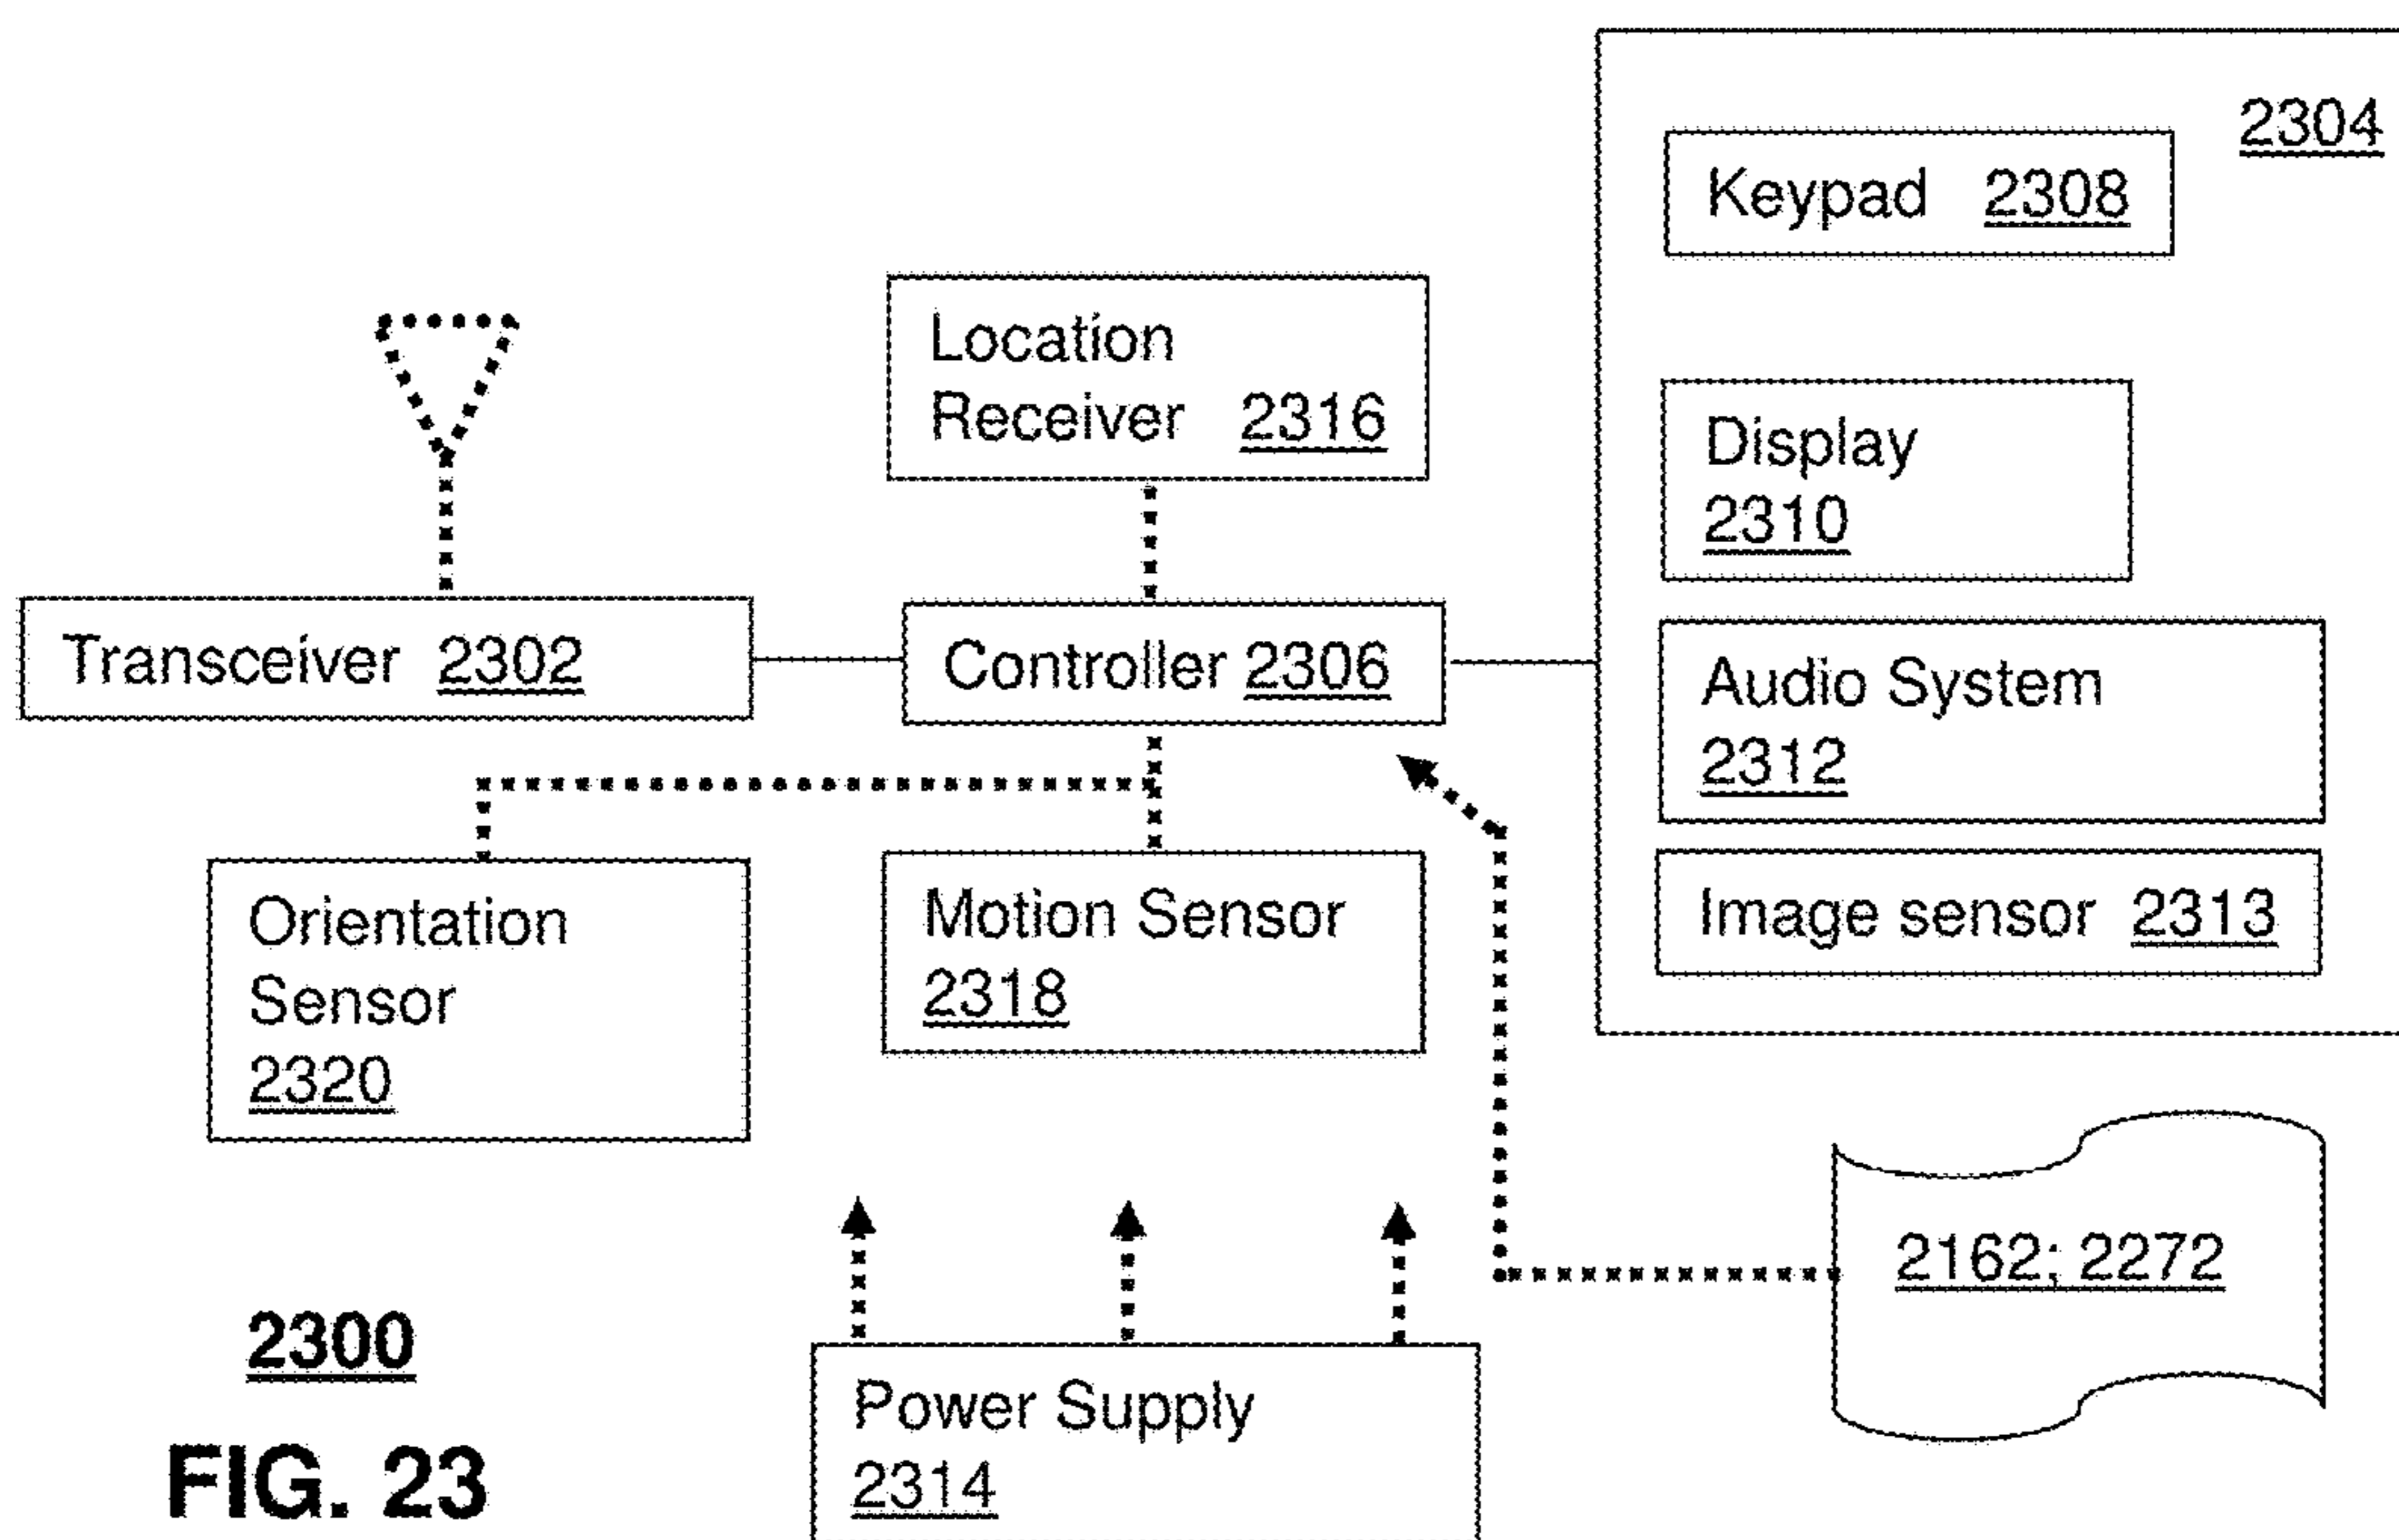 2304
Keypad 2308
Location
Receiver 2316
Display
2310
Transceiver 2302
Controller 2306
Audio System
2312
Orientation
Sensor
2320
Motion Sensor
2318
Image sensor 2313
2162; 2272
Power Supply
2314
2300
FIG. 23